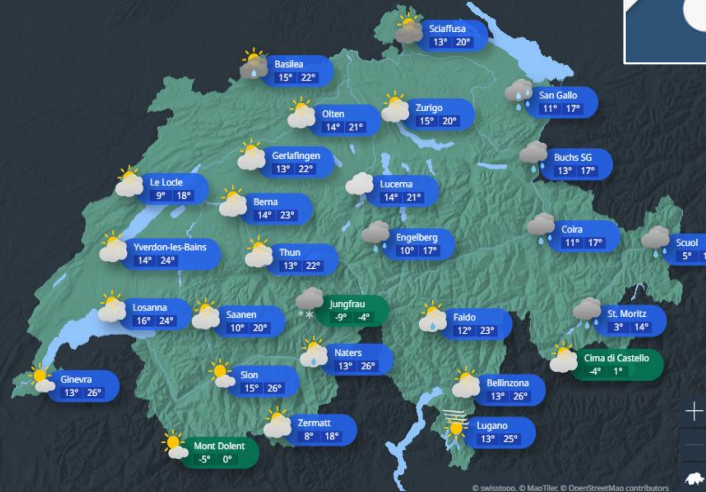 Sciaffusa
13° 20°
Basilea
15° 22°
San Gallo
11° 17°
Olten
14° 21°
Zurigo
15° 20°
Gerlafingen
13° 22°
Buchs SG
13° 17°
Le Locle
9° 18°
Lucerna
14° 21°
Berna
14° 23°
Coira
11° 17°
Engelberg
10° 17°
Scuol
5°
Yverdon-les-Bains
14° 24°
Thun
13° 22°
Jungfrau
-9° -4°
Losanna
16° 24°
Saanen
10° 20°
Faido
12° 23°
St. Moritz
3° 14°
Naters
13° 26°
Cima di Castello
-4° 1°
Ginevra
13° 26°
Sion
15° 26°
Bellinzona
13° 26°
Zermatt
8° 18°
Lugano
13° 25°
Mont Dolent
-5° 0°
© swisstopo, © MapTiler, © OpenStreetMap contributors